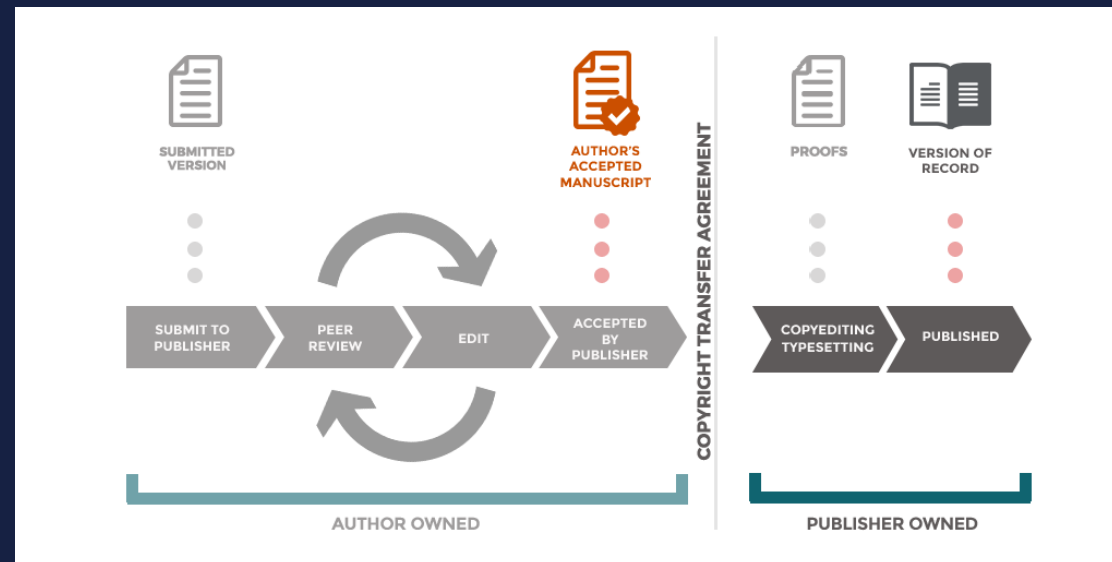 SUBMITTED
VERSION
AUTHOR'S
ACCEPTED
MANUSCRIPT
COPYRIGHT TRANSFER AGREEMENT
PROOFS
VERSION OF
RECORD
SUBMIT TO
PUBLISHER
PEER
REVIEW
EDIT
ACCEPTED
BY
PUBLISHER
COPYEDITING
TYPESETTING
PUBLISHED
AUTHOR OWNED
PUBLISHER OWNED